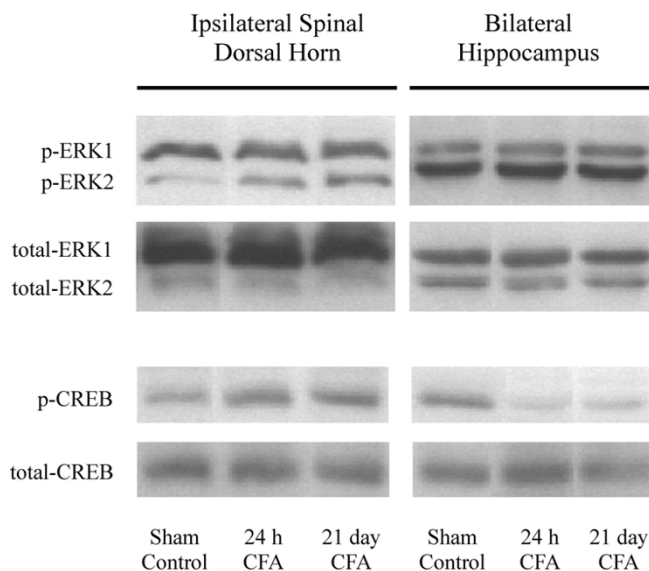 Ipsilateral Spinal
Dorsal Horn
Bilateral
Hippocampus
p-ERK1
p-ERK2
total-ERK1
total-ERK2
p-CREB
total-CREB
Sham
Control
24 h
CFA
21 day
CFA
Sham
Control
24 h
CFA
21 day
CFA